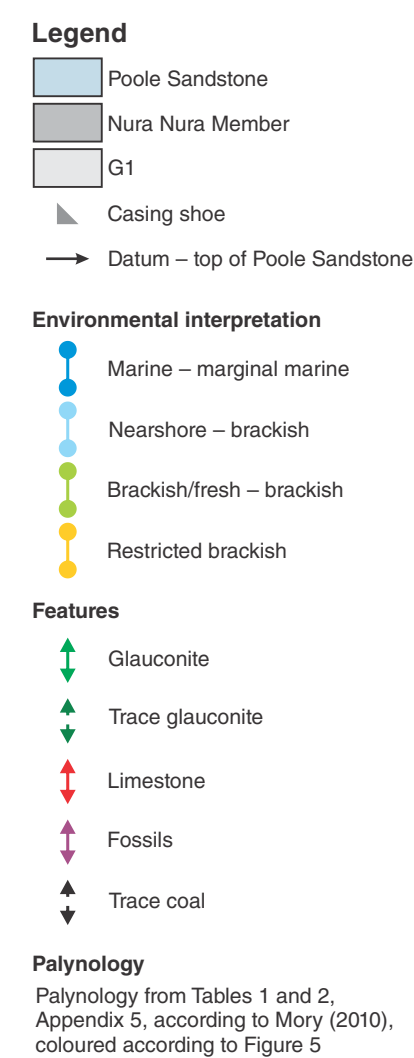 Legend
Poole Sandstone
Nura Nura Member
G1
Casing shoe
Datum – top of Poole Sandstone
Environmental interpretation
Marine – marginal marine
Nearshore – brackish
Brackish/fresh – brackish
Restricted brackish
Features
Glauconite
Trace glauconite
Limestone
Fossils
Trace coal
Palynology
Palynology from Tables 1 and 2,
Appendix 5, according to Mory (2010),
coloured according to Figure 5